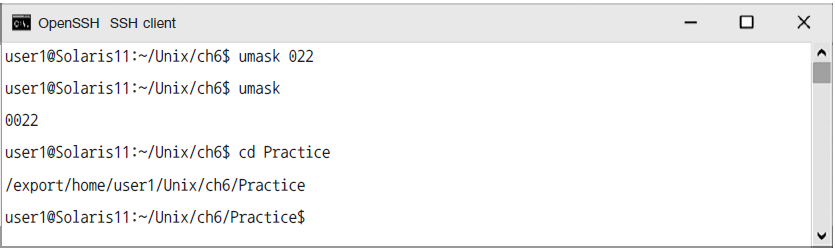 OpenSSH SSH client
user1@Solaris11:~/Unix/ch6$ umask 022
user1@Solaris11:~/Unix/ch6$ umask
0022
user1@Solaris11:~/Unix/ch6$ cd Practice
/export/home/user1/Unix/ch6/Practice
user1@Solaris11:~/Unix/ch6/Practice$